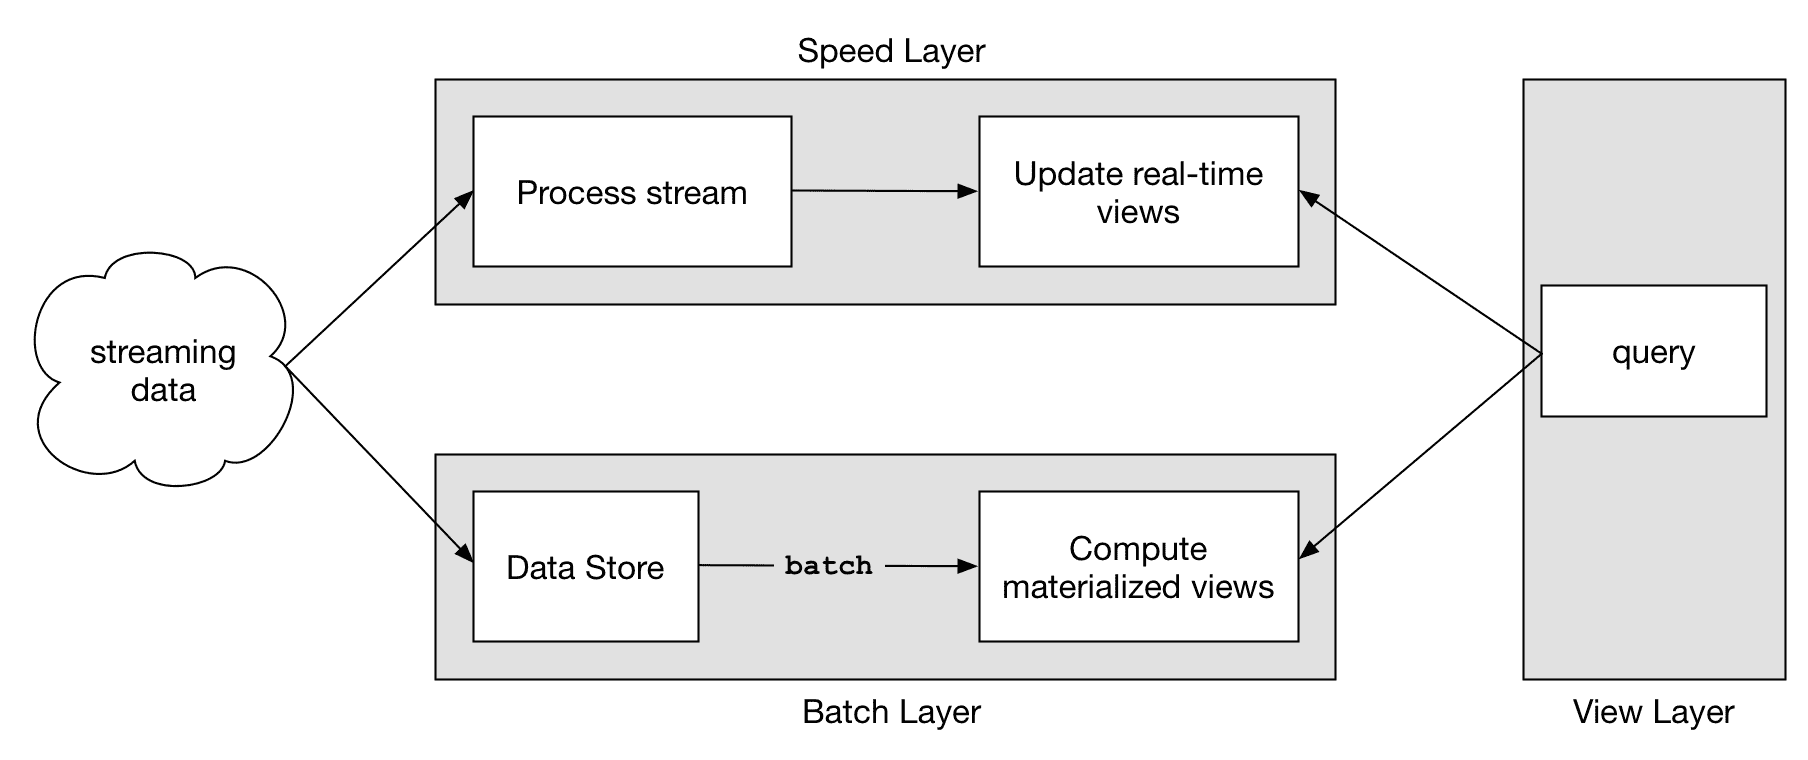 Speed Layer
Process stream
Update real-time
views
streaming
data
query
Data Store
batch
Compute
materialized views
Batch Layer
View Layer